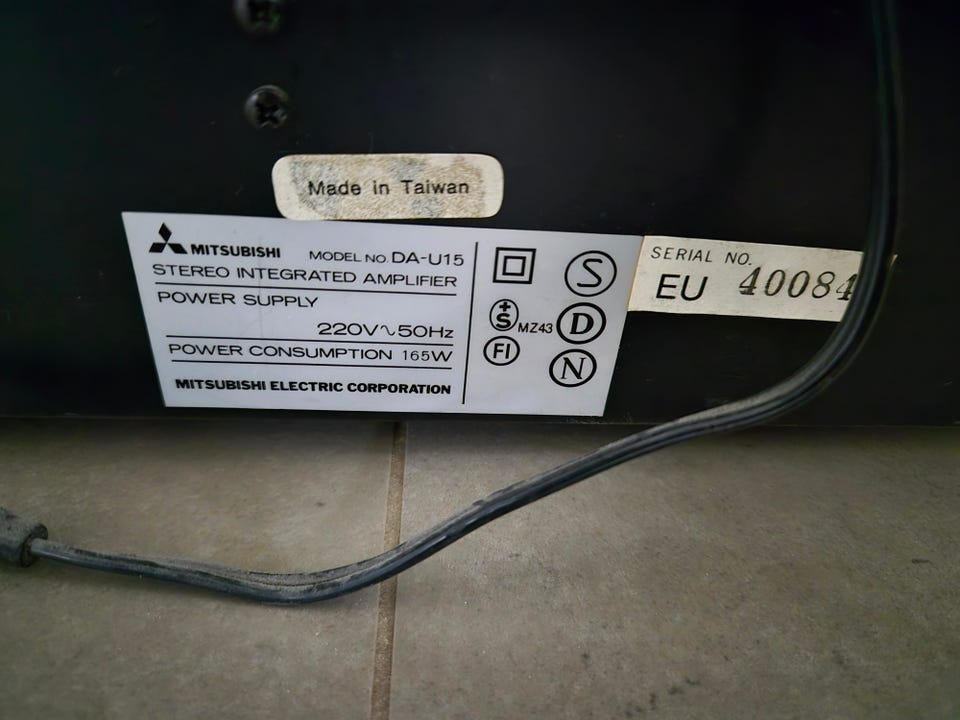 Made in Taiwan
MITSUBISHI MODEL NO. DA-U15
STEREO INTEGRATED AMPLIFIER
POWER SUPPLY
220V~50Hz
POWER CONSUMPTION 165W
MITSUBISHI ELECTRIC CORPORATION
S
+S MZ43 D
FI
N
SERIAL NO.
EU 40084